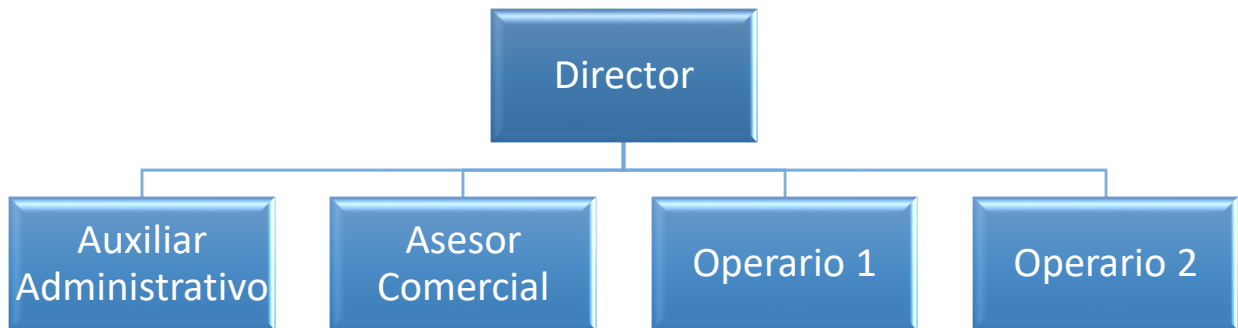 Director
Auxiliar
Administrativo
Asesor
Comercial
Operario 1
Operario 2